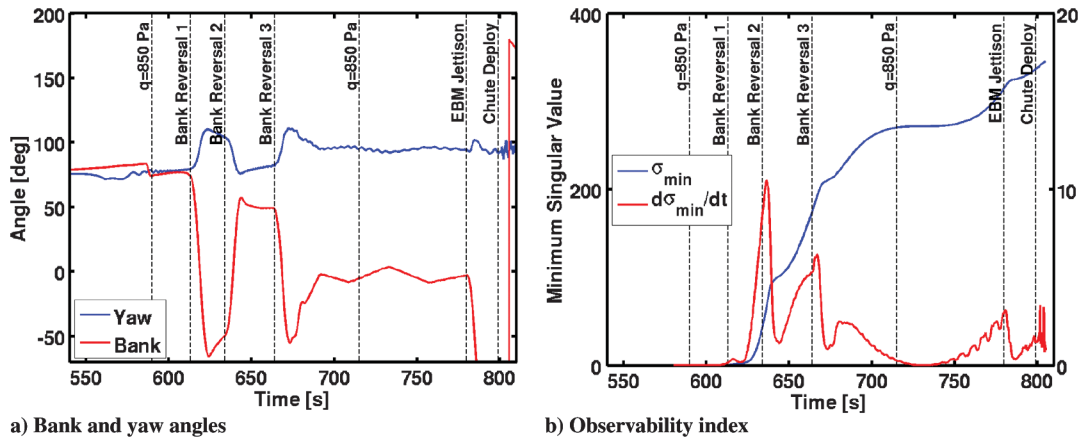 200
150
100
50
0
-50
Angle [deg]
q=850 Pa
Bank Reversal 1
Bank Reversal 2
Bank Reversal 3
q=850 Pa
EBM Jettison
Chute Deploy
Yaw
Bank
550 600 650 700 750 800
Time [s]
a) Bank and yaw angles
400
200
0
Minimum Singular Value
q=850 Pa
Bank Reversal 1
Bank Reversal 2
Bank Reversal 3
q=850 Pa
EBM Jettison
Chute Deploy
σmin
dσmin/dt
20
10
0
550 600 650 700 750 800
Time [s]
b) Observability index